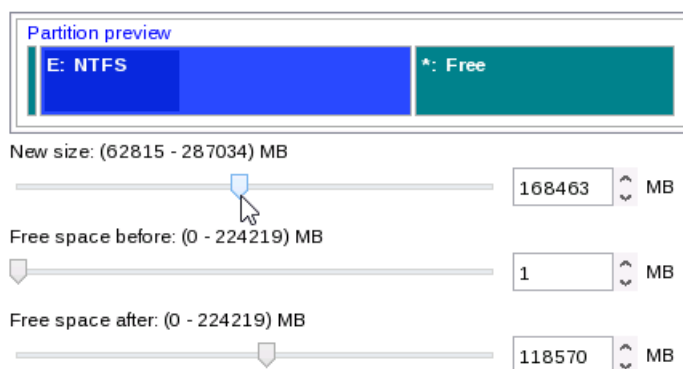 Partition preview
E: NTFS
*: Free
New size: (62815 - 287034) MB
168463 MB
Free space before: (0 - 224219) MB
1 MB
Free space after: (0 - 224219) MB
118570 MB